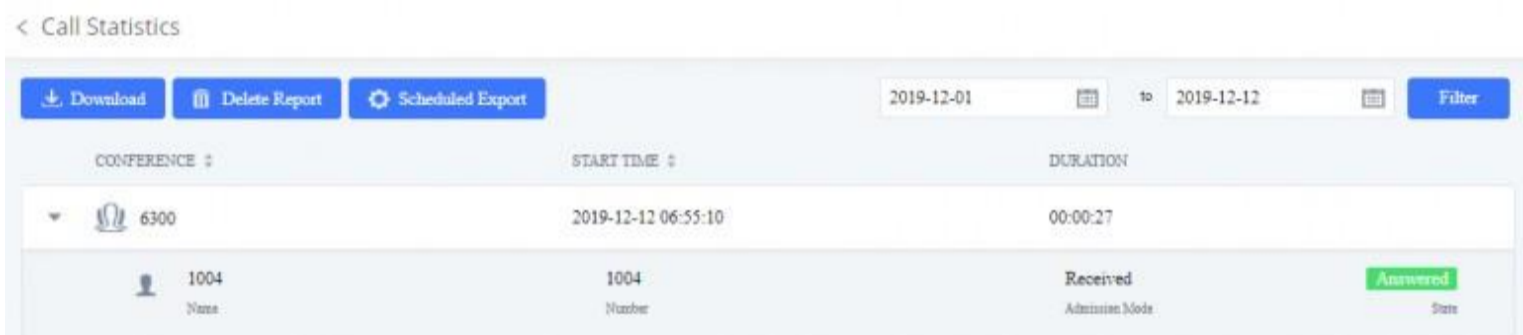 < Call Statistics
Download Delete Report Scheduled Export 2019-12-01 to 2019-12-12 Filter
CONFERENCE START TIME DURATION
6300 2019-12-12 06:55:10 00:00:27
1004 1004 Received Answered
Name Number Admission Mode State